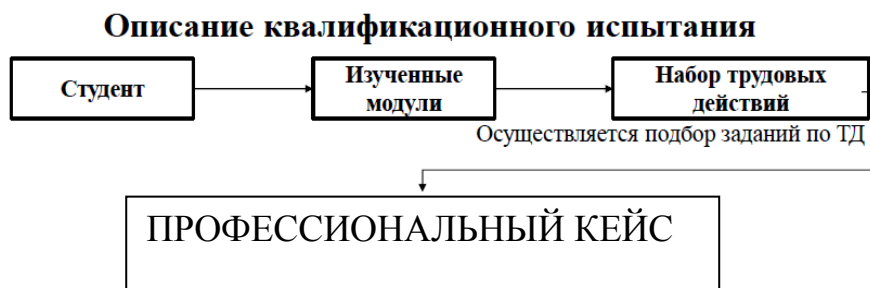 Описание квалификационного испытания
Студент
Изученные
модули
Набор трудовых
действий
Осуществляется подбор заданий по ТД
ПРОФЕССИОНАЛЬНЫЙ КЕЙС